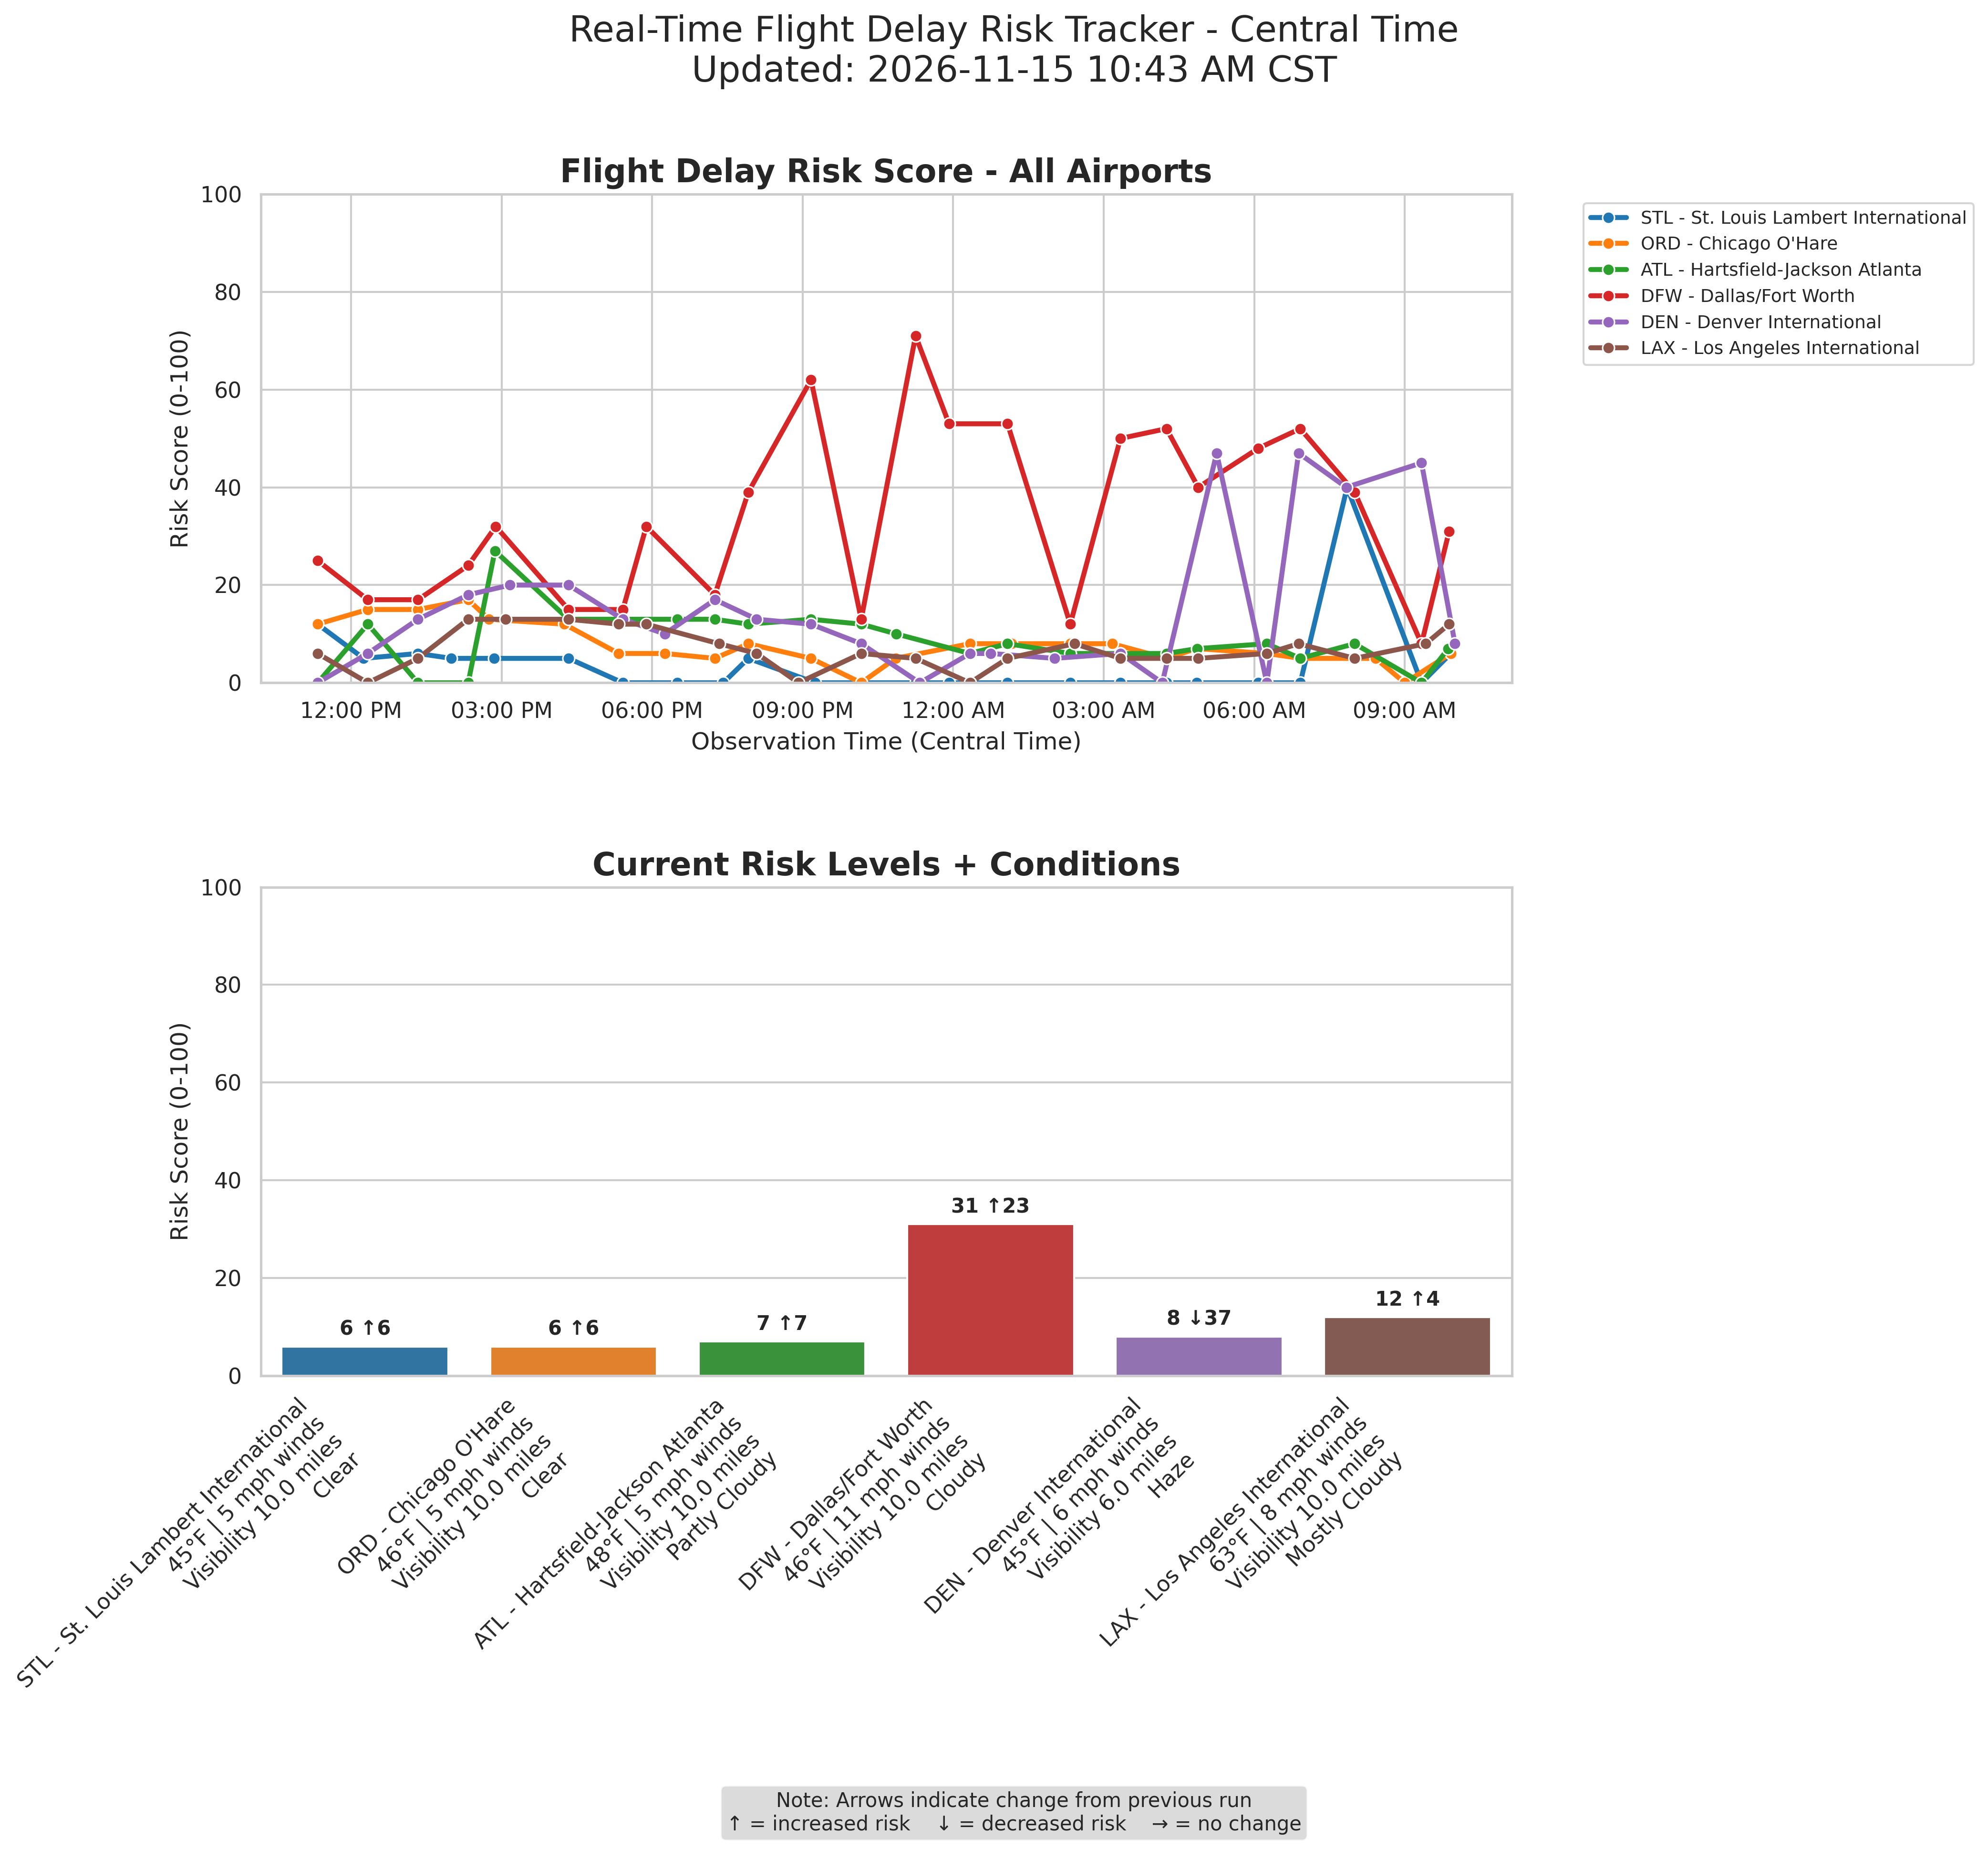 Real-Time Flight Delay Risk Tracker - Central Time
Updated: 2026-11-15 10:43 AM CST
Flight Delay Risk Score - All Airports
Risk Score (0-100)
100
80
60
40
20
0
12:00 PM
03:00 PM
06:00 PM
09:00 PM
12:00 AM
03:00 AM
06:00 AM
09:00 AM
Observation Time (Central Time)
STL - St. Louis Lambert International
ORD - Chicago O'Hare
ATL - Hartsfield-Jackson Atlanta
DFW - Dallas/Fort Worth
DEN - Denver International
LAX - Los Angeles International
Current Risk Levels + Conditions
Risk Score (0-100)
100
80
60
40
20
0
6 ↑6
6 ↑6
7 ↑7
31 ↑23
8 ↓37
12 ↑4
STL - St. Louis Lambert International
45°F | 5 mph winds
Visibility 10.0 miles
Clear
ORD - Chicago O'Hare
46°F | 5 mph winds
Visibility 10.0 miles
Clear
ATL - Hartsfield-Jackson Atlanta
48°F | 5 mph winds
Visibility 10.0 miles
Partly Cloudy
DFW - Dallas/Fort Worth
46°F | 11 mph winds
Visibility 10.0 miles
Cloudy
DEN - Denver International
45°F | 6 mph winds
Visibility 6.0 miles
Haze
LAX - Los Angeles International
63°F | 8 mph winds
Visibility 10.0 miles
Mostly Cloudy
Note: Arrows indicate change from previous run
↑ = increased risk ↓ = decreased risk → = no change